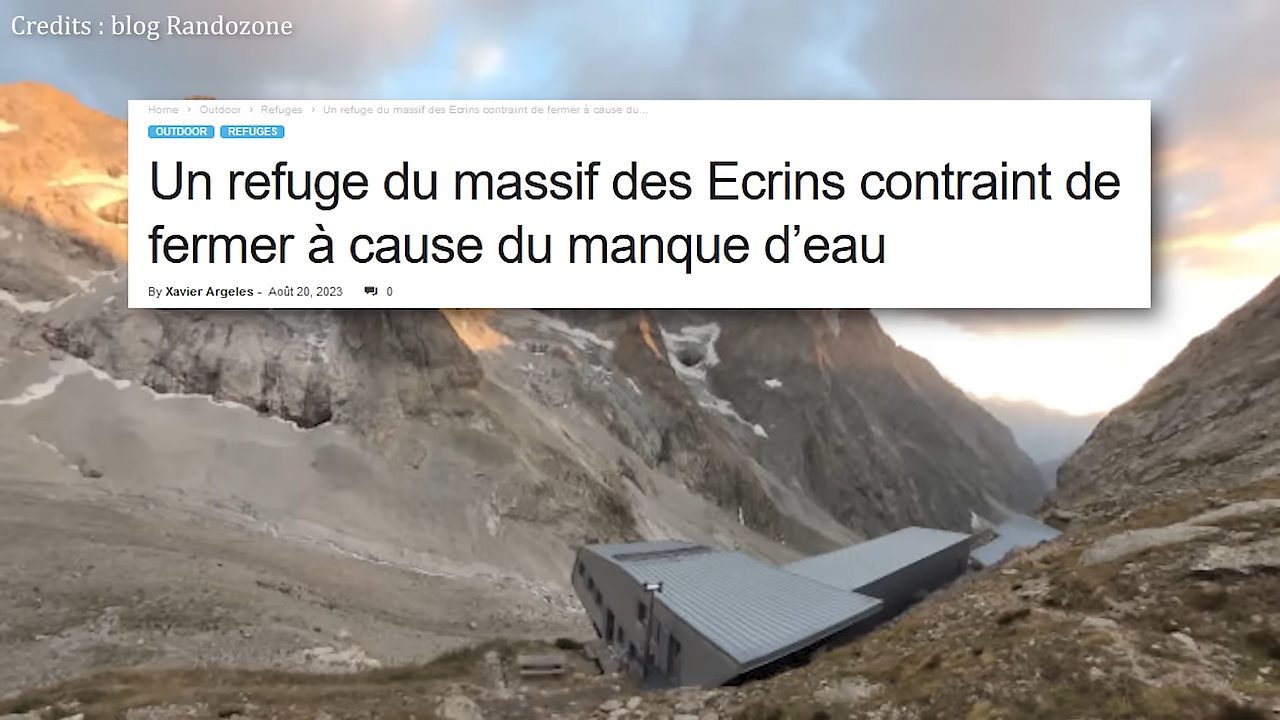 Credits : blog Randozone
Home > Outdoor > Refuges > Un refuge du massif des Ecrins contraint de fermer à cause du...
OUTDOOR REFUGES
Un refuge du massif des Ecrins contraint de
fermer à cause du manque d’eau
By Xavier Argeles - Août 20, 2023 0